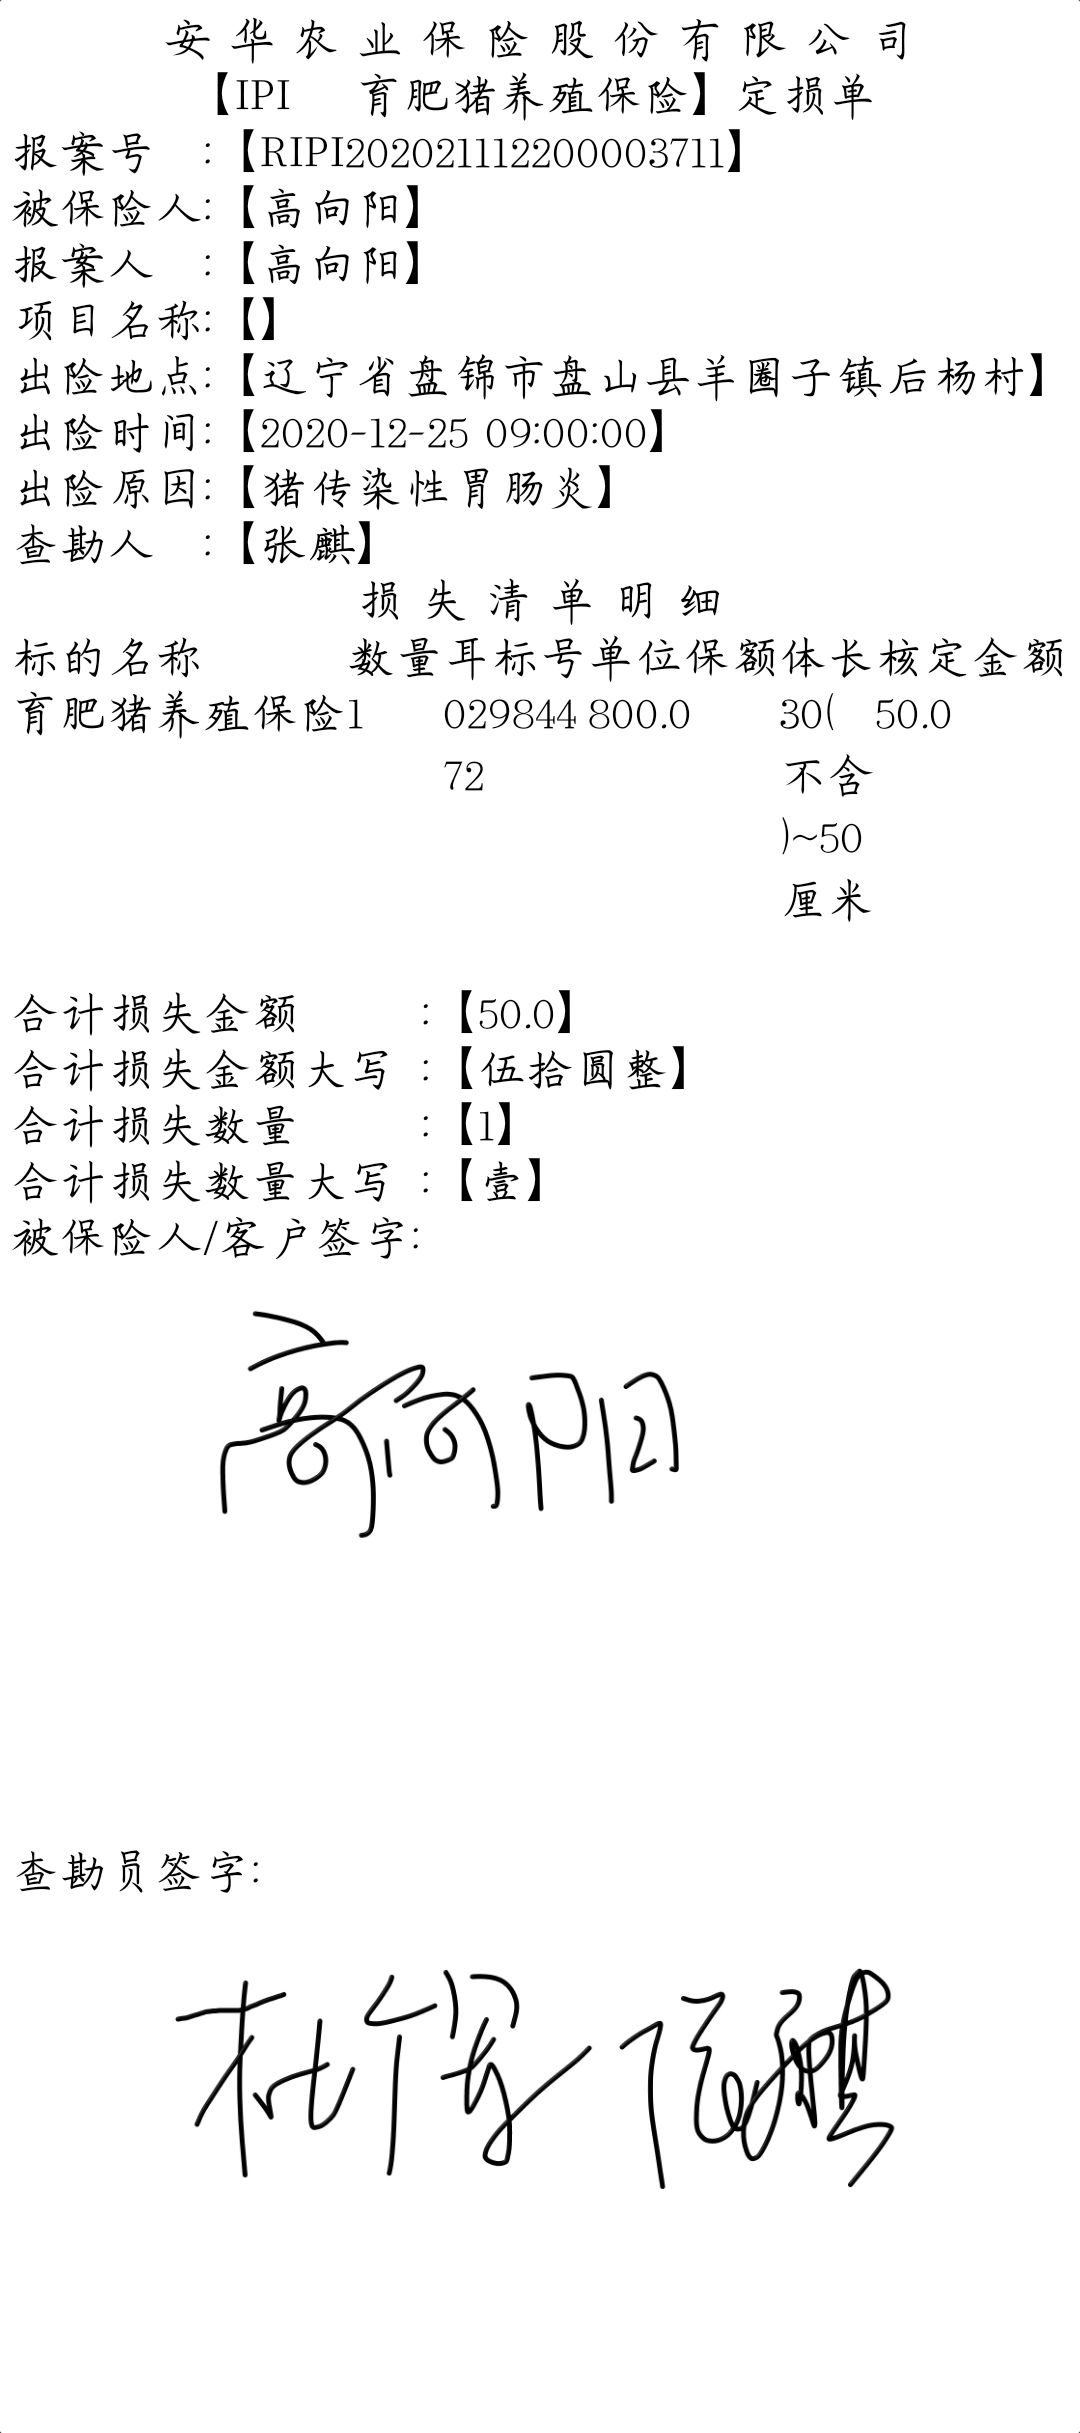 安华农业保险股份有限公司
【IPI 育肥猪养殖保险】定损单
报案号 :【RIPI202021112200003711】
被保险人:【高向阳】
报案人 :【高向阳】
项目名称:【】
出险地点:【辽宁省盘锦市盘山县羊圈子镇后杨村】
出险时间:【2020-12-25 09:00:00】
出险原因:【猪传染性胃肠炎】
查勘人 :【张麒】
损失清单明细
标的名称 数量耳标号单位保额体长核定金额
育肥猪养殖保险1 029844 800.0 30( 50.0
72 不含
)~50
厘米
合计损失金额 :【50.0】
合计损失金额大写 :【伍拾圆整】
合计损失数量 :【1】
合计损失数量大写 :【壹】
被保险人/客户签字:
高向阳
查勘员签字: